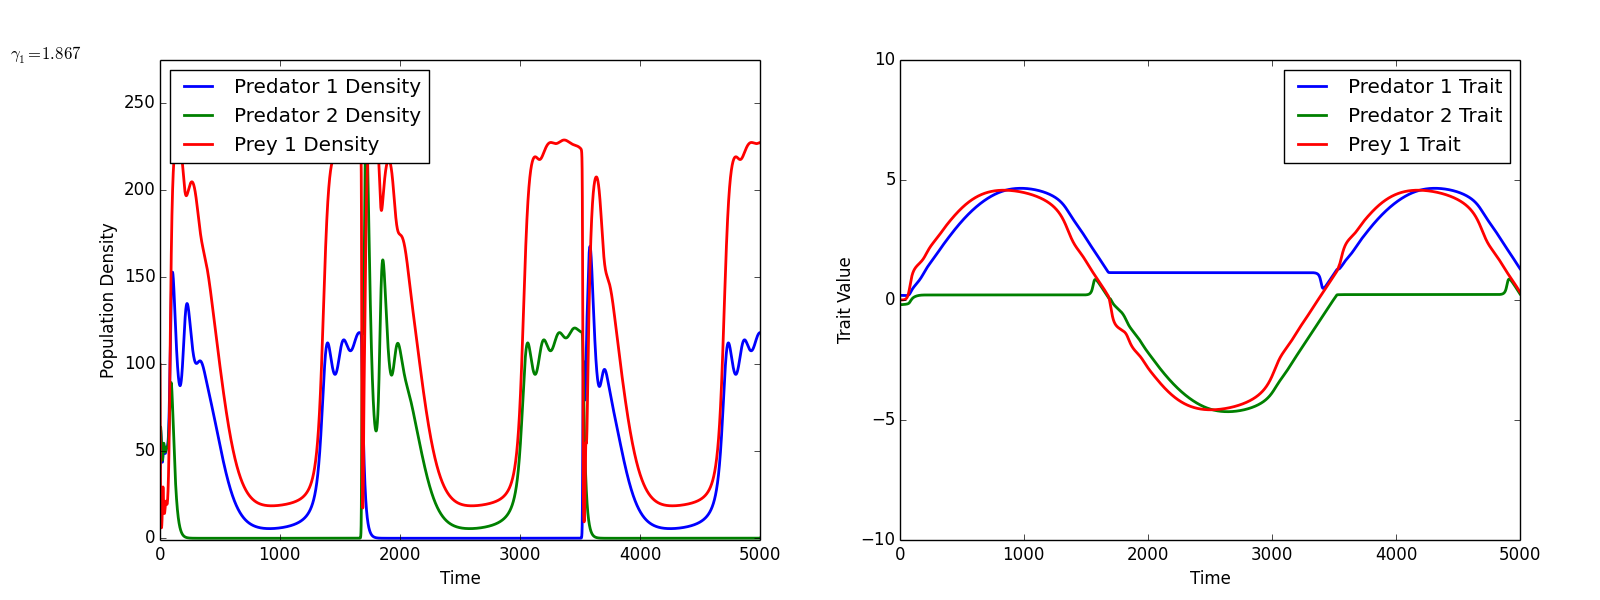 γ₁=1.867
Predator 1 Density
Predator 2 Density
Prey 1 Density
Population Density
250
200
150
100
50
0
0 1000 2000 3000 4000 5000
Time
Predator 1 Trait
Predator 2 Trait
Prey 1 Trait
Trait Value
10
5
0
−5
−10
0 1000 2000 3000 4000 5000
Time